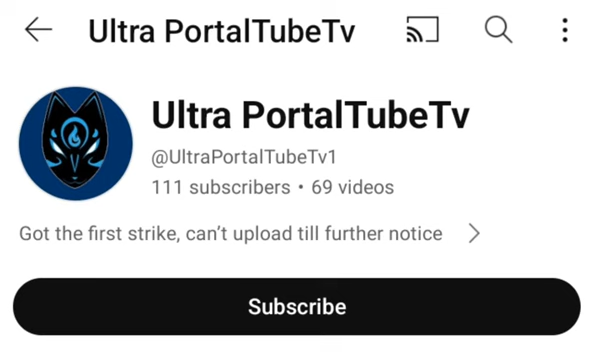 Ultra PortalTubeTv
Ultra PortalTubeTv
@UltraPortalTubeTv1
111 subscribers • 69 videos
Got the first strike, can't upload till further notice
Subscribe